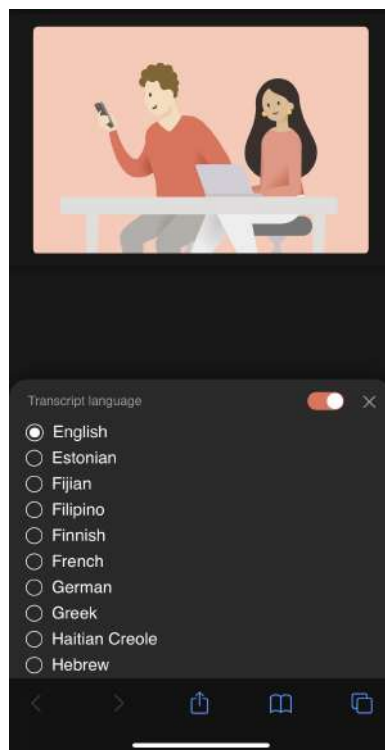 Transcript language
English
Estonian
Fijian
Filipino
Finnish
French
German
Greek
Haitian Creole
Hebrew